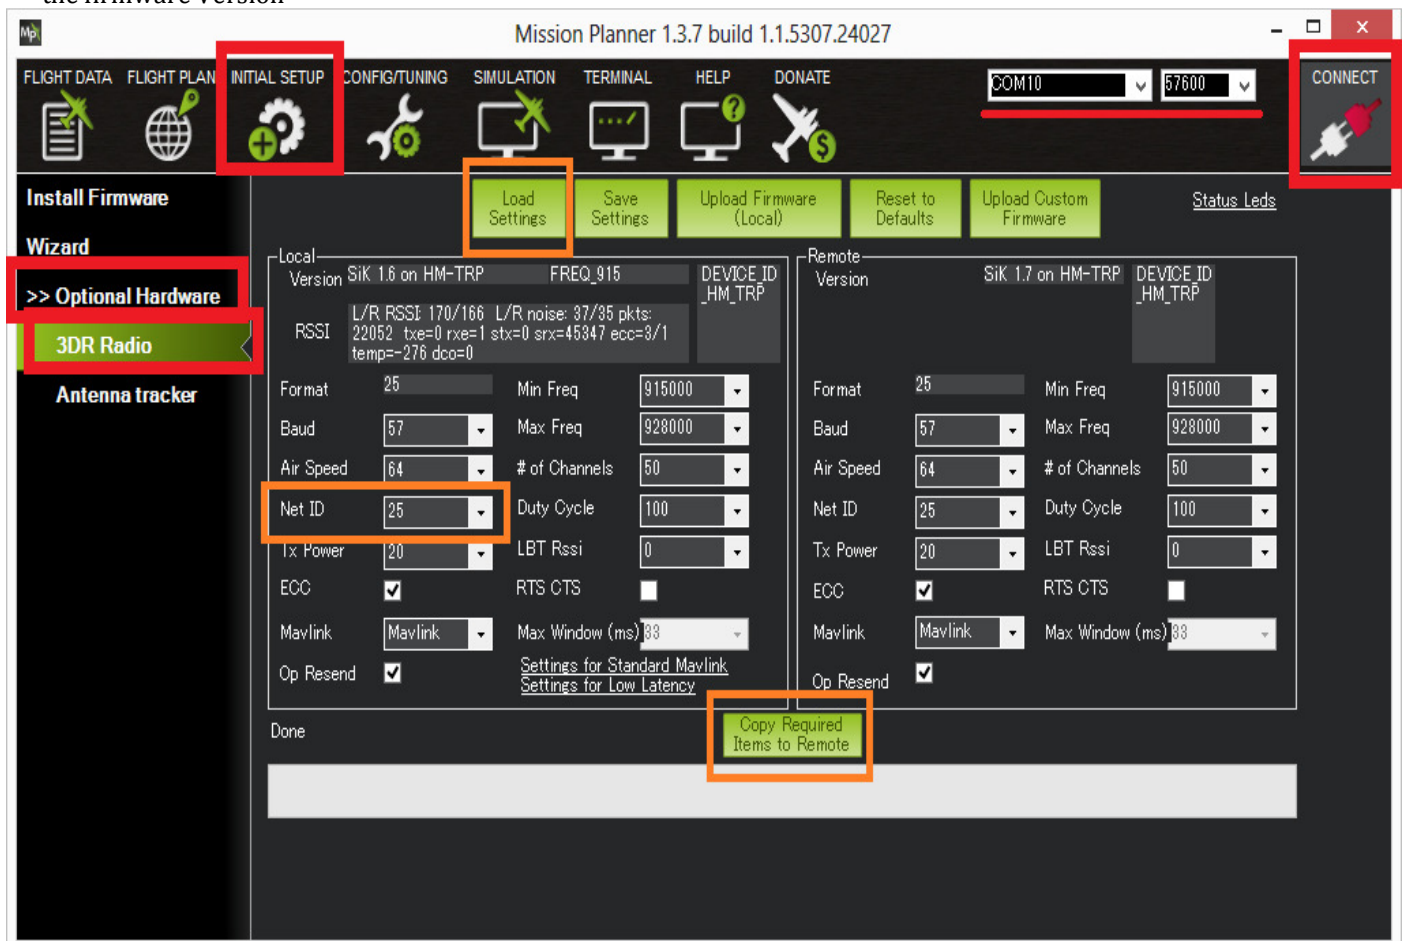 the firmware version
Mp
Mission Planner 1.3.7 build 1.1.5307.24027
FLIGHT DATA FLIGHT PLAN INITIAL SETUP CONFIG/TUNING SIMULATION TERMINAL HELP DONATE
COM10 57600 CONNECT
Install Firmware
Wizard
>> Optional Hardware
3DR Radio
Antenna tracker
Load Settings
Save Settings
Upload Firmware (Local)
Reset to Defaults
Upload Custom Firmware
Status Leds
Local
Version SiK 1.6 on HM-TRP FREQ_915 DEVICE_ID
_HM_TRP
RSSI
L/R RSSI: 170/166 L/R noise: 37/35 pkts:
22052 txe=0 rxe=1 stx=0 srx=45347 ecc=3/1
temp=-276 dco=0
Format 25 Min Freq 915000
Baud 57 Max Freq 928000
Air Speed 64 # of Channels 50
Net ID 25 Duty Cycle 100
Tx Power 20 LBT Rssi 0
ECC RTS CTS
Mavlink Mavlink Max Window (ms) 33
Op Resend
Settings for Standard Mavlink
Settings for Low Latency
Remote
Version SiK 1.7 on HM-TRP DEVICE_ID
_HM_TRP
Format 25 Min Freq 915000
Baud 57 Max Freq 928000
Air Speed 64 # of Channels 50
Net ID 25 Duty Cycle 100
Tx Power 20 LBT Rssi 0
ECC RTS CTS
Mavlink Mavlink Max Window (ms) 33
Op Resend
Done
Copy Required
Items to Remote